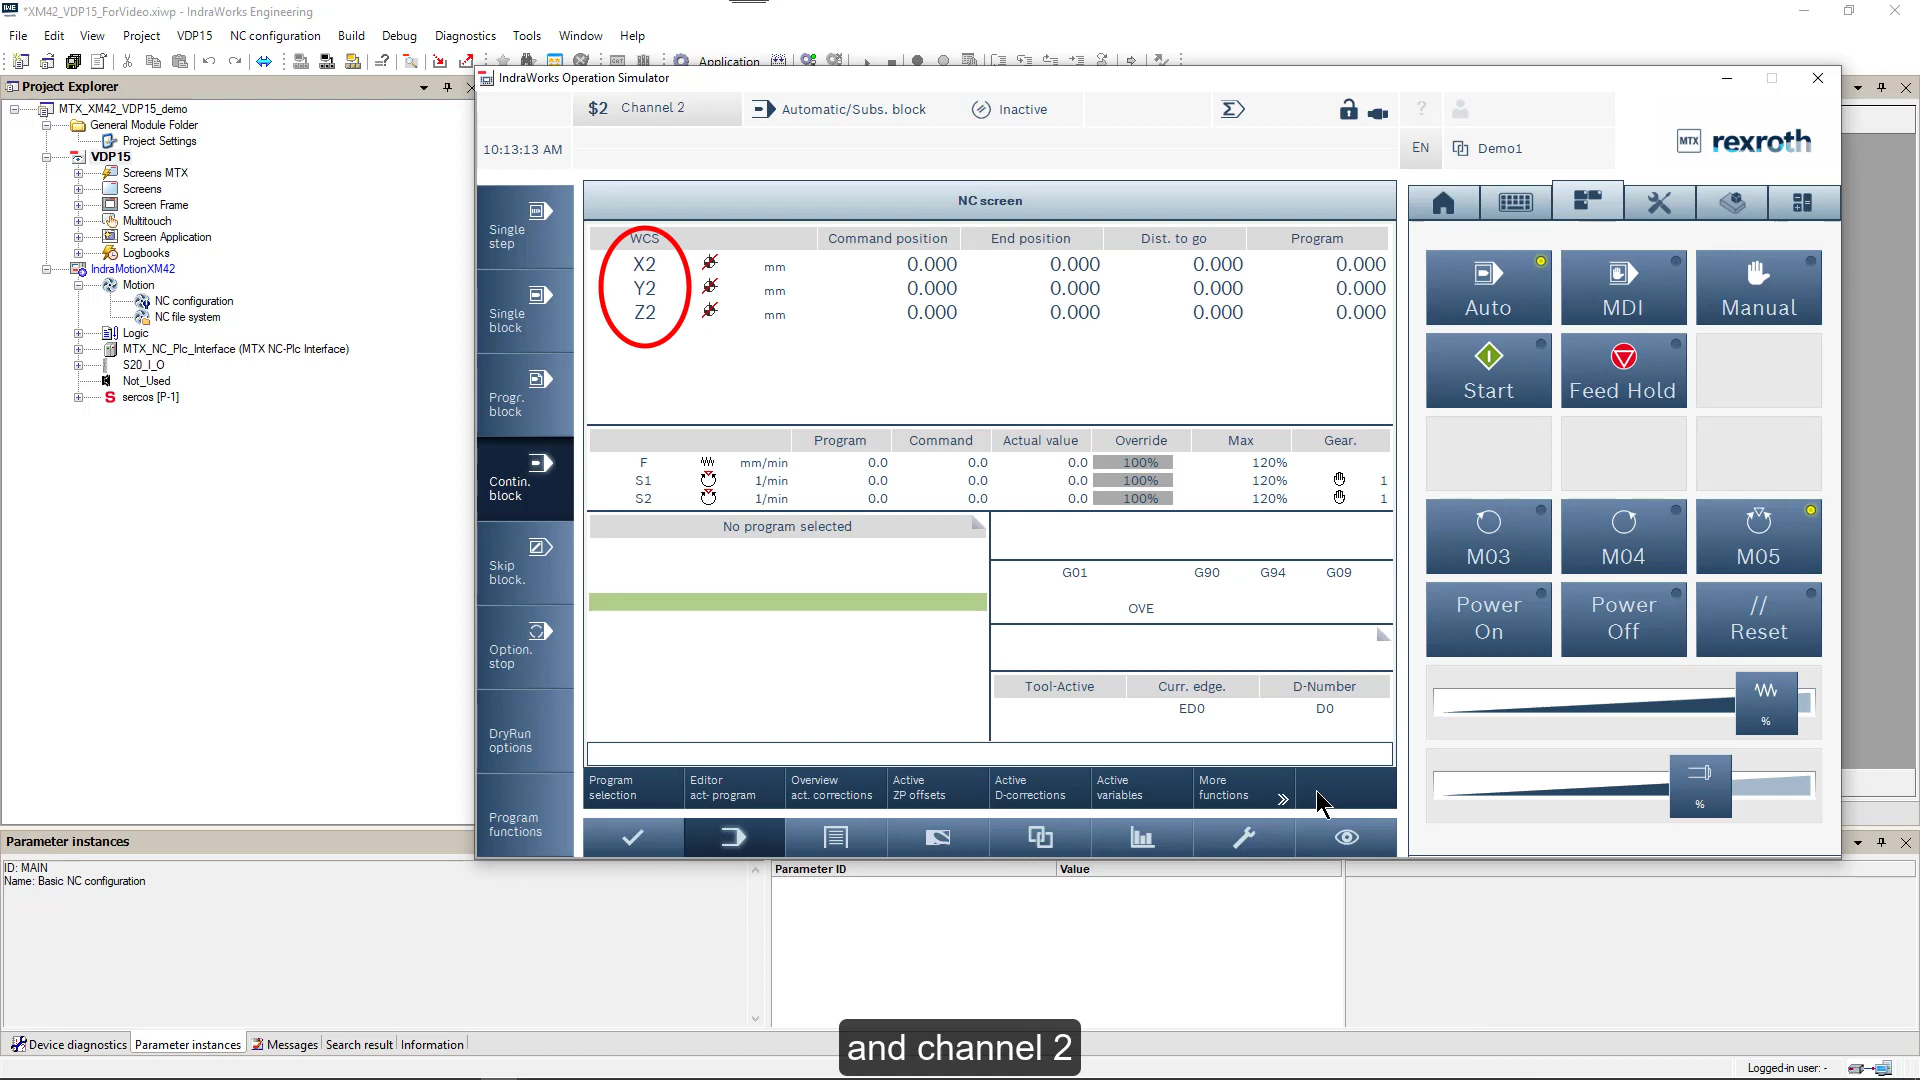 *XM42_VDP15_ForVideo.xiwp - IndraWorks Engineering
File Edit View Project VDP15 NC configuration Build Debug Diagnostics Tools Window Help
Application
Project Explorer
MTX_XM42_VDP15_demo
General Module Folder
Project Settings
VDP15
Screens MTX
Screens
Screen Frame
Multitouch
Screen Application
Logbooks
IndraMotionXM42
Motion
NC configuration
NC file system
Logic
MTX_NC_Plc_Interface (MTX NC-Plc Interface)
S20_I_O
Not_Used
sercos [P-1]
IndraWorks Operation Simulator
$2 Channel 2 Automatic/Subs. block Inactive
10:13:13 AM EN Demo1
MTX rexroth
Single step
Single block
Progr. block
Contin. block
Skip block.
Option. stop
DryRun options
Program functions
NC screen
WCS Command position End position Dist. to go Program
X2 mm 0.000 0.000 0.000 0.000
Y2 mm 0.000 0.000 0.000 0.000
Z2 mm 0.000 0.000 0.000 0.000
Program Command Actual value Override Max Gear.
F mm/min 0.0 0.0 0.0 100% 120%
S1 1/min 0.0 0.0 0.0 100% 120% 1
S2 1/min 0.0 0.0 0.0 100% 120% 1
No program selected
G01 G90 G94 G09
OVE
Tool-Active Curr. edge. D-Number
ED0 D0
Program selection
Editor act- program
Overview act. corrections
Active ZP offsets
Active D-corrections
Active variables
More functions
Auto MDI Manual
Start Feed Hold
M03 M04 M05
Power On
Power Off
// Reset
%
%
Parameter instances
ID: MAIN
Name: Basic NC configuration
Parameter ID Value
Device diagnostics Parameter instances Messages Search result Information
and channel 2
Logged-in user: -